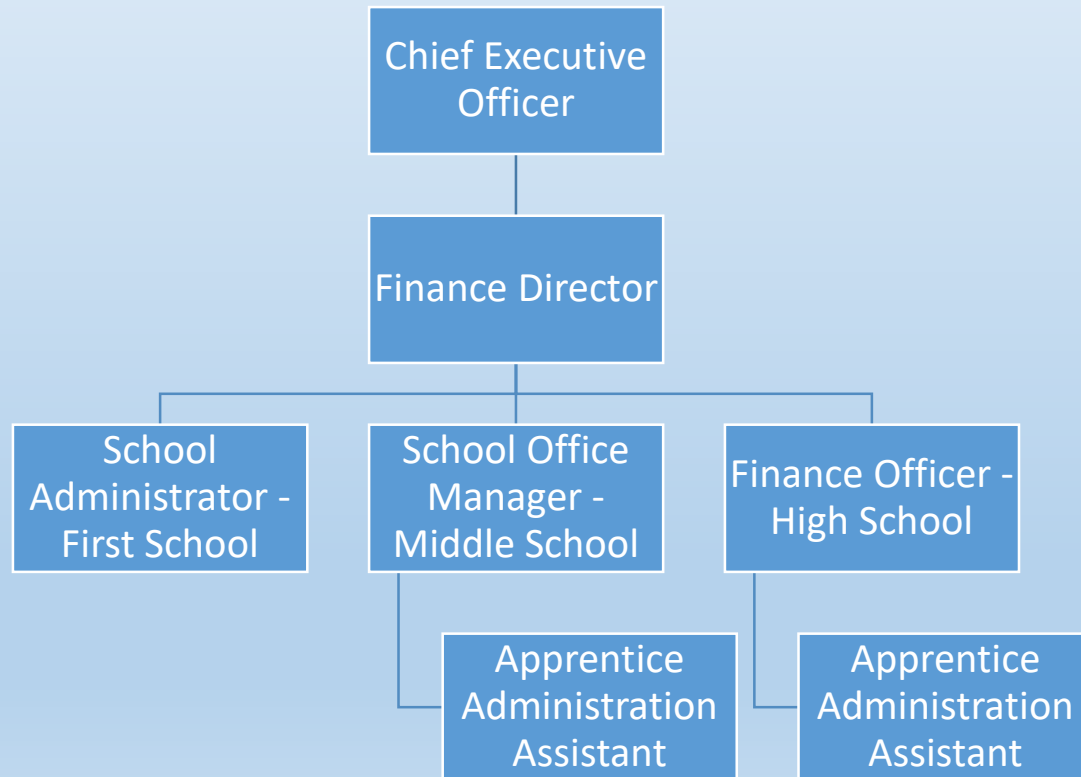 Chief Executive
Officer
Finance Director
School
Administrator -
First School
School Office
Manager -
Middle School
Finance Officer -
High School
Apprentice
Administration
Assistant
Apprentice
Administration
Assistant